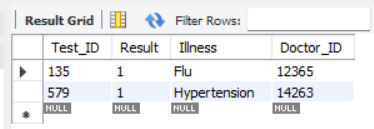 Result Grid Filter Rows:
Test_ID Result Illness Doctor_ID
135 1 Flu 12365
579 1 Hypertension 14263
NULL NULL NULL NULL